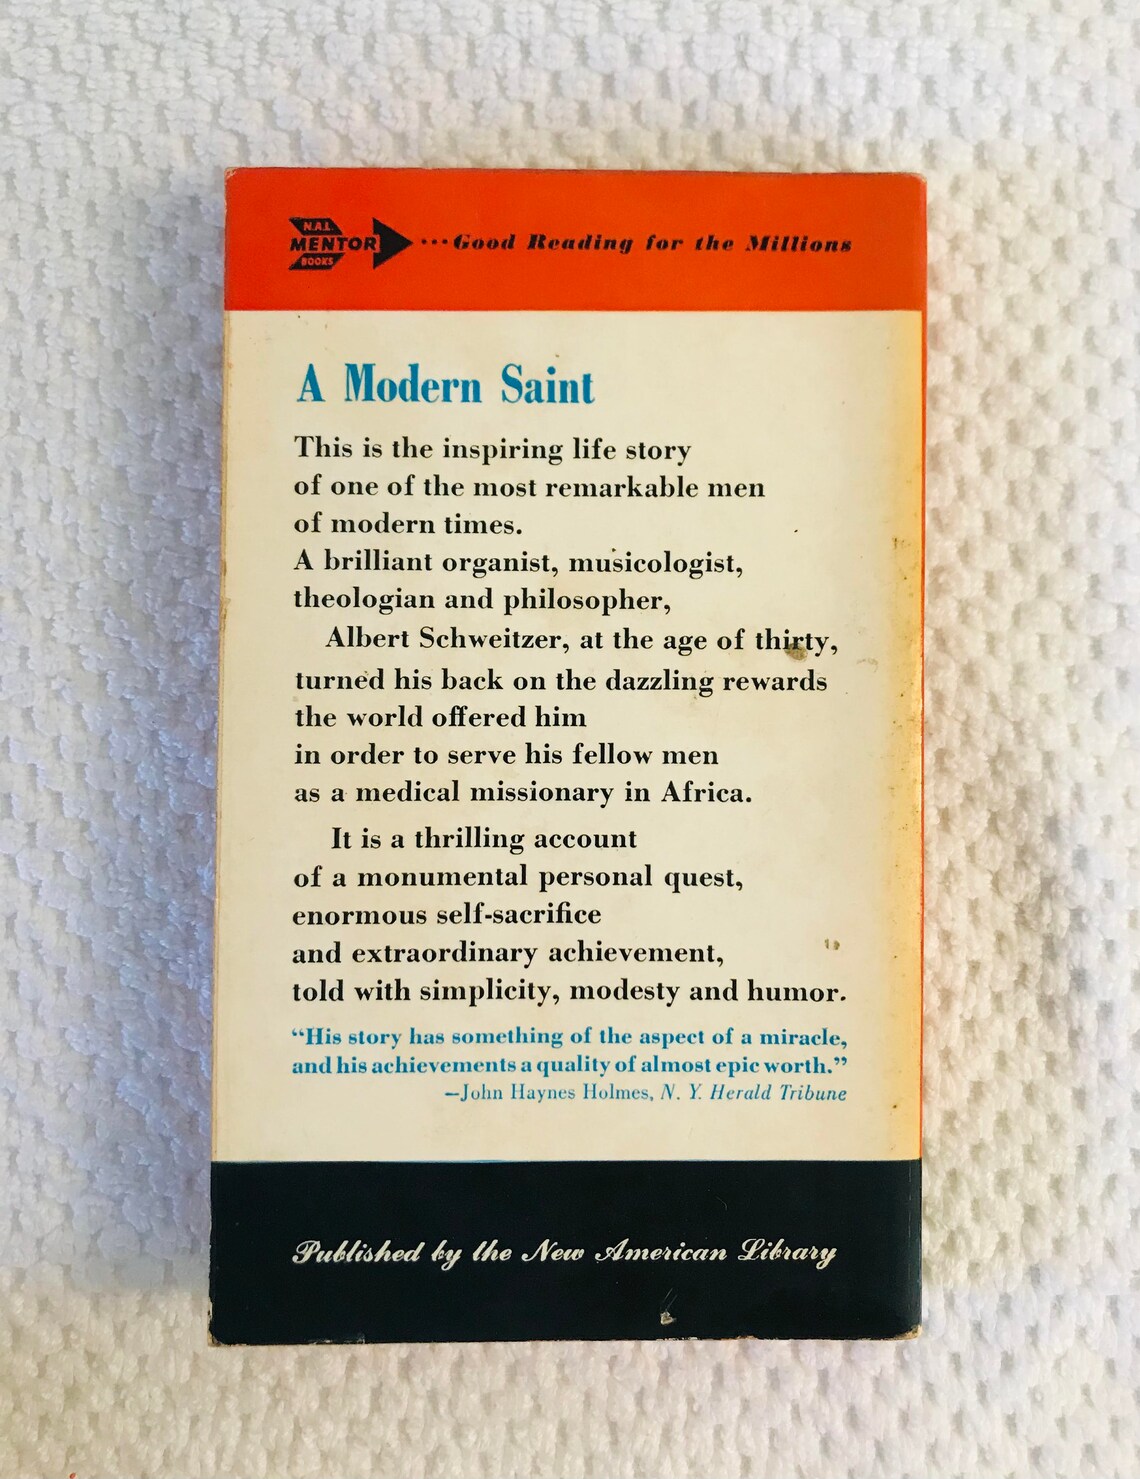 N.A.L.
MENTOR
BOOKS
...Good Reading for the Millions
A Modern Saint
This is the inspiring life story
of one of the most remarkable men
of modern times.
A brilliant organist, musicologist,
theologian and philosopher,
Albert Schweitzer, at the age of thirty,
turned his back on the dazzling rewards
the world offered him
in order to serve his fellow men
as a medical missionary in Africa.
It is a thrilling account
of a monumental personal quest,
enormous self-sacrifice
and extraordinary achievement,
told with simplicity, modesty and humor.
“His story has something of the aspect of a miracle,
and his achievements a quality of almost epic worth.”
—John Haynes Holmes, N. Y. Herald Tribune
Published by the New American Library